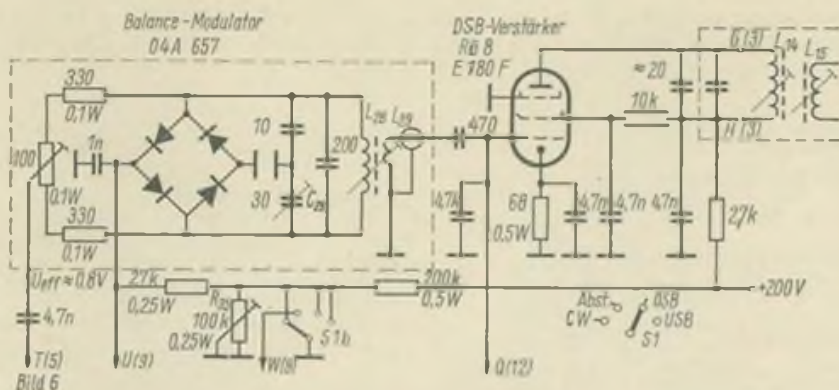 Balance-Modulator
04A 657
DSB-Verstärker
Rö 8
E 180 F
G(3)
L14
L15
330
0,1W
1n
100
0,1W
330
0,1W
10
30
C29
200
L28
L29
470
4,7k
68
0,5W
4,7n
4,7n
4,7n
10k
≈20
H(3)
2,7k
Ueff≈0,8V
4,7n
27k
0,25W
100k
0,25W
S1b
W(8)
200k
0,5W
+200V
Abst.
CW
DSB
USB
S1
T(5)
U(9)
Q(12)
Bild 6